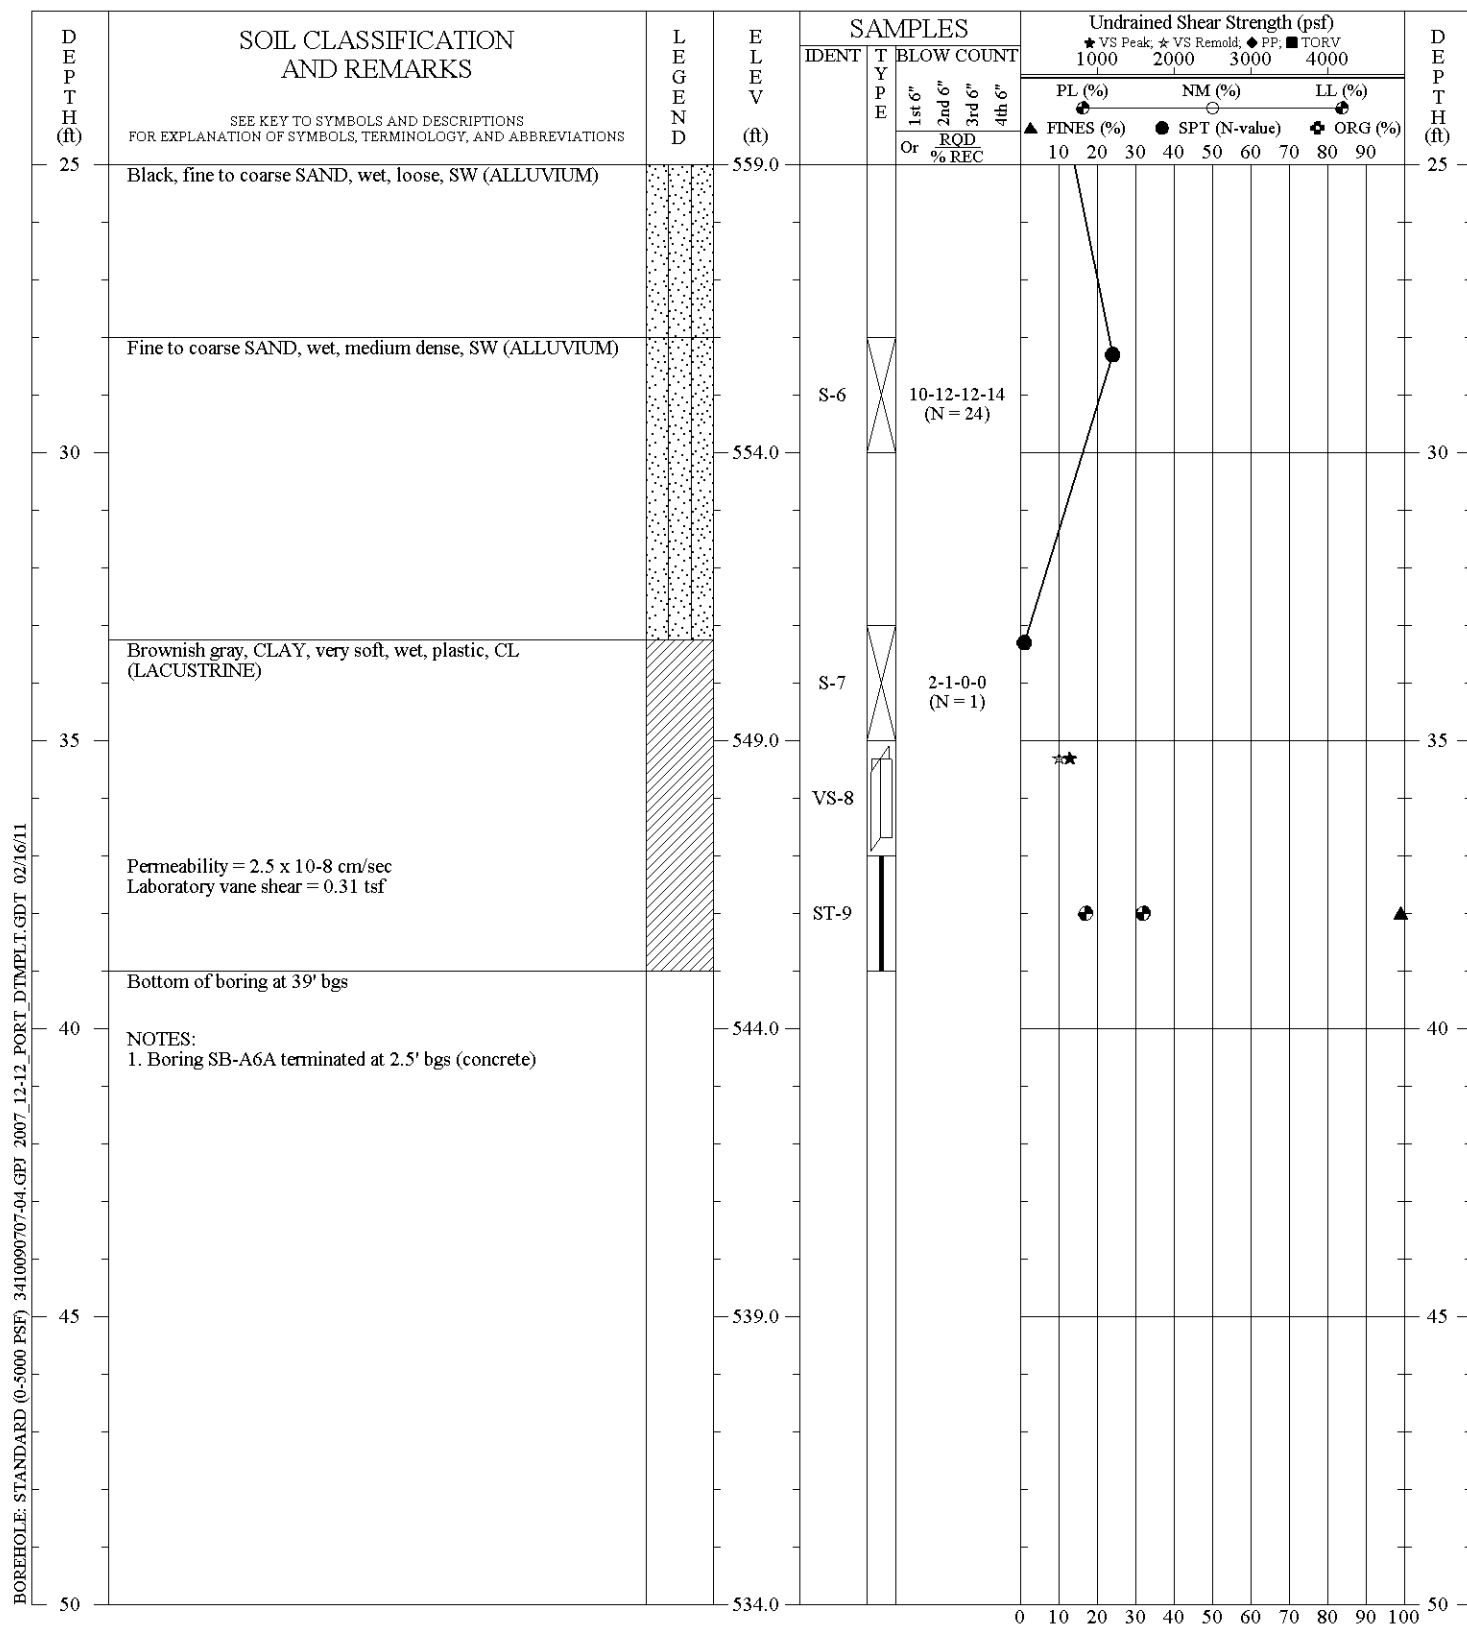 DEPTH
(ft)
SOIL CLASSIFICATION
AND REMARKS
SEE KEY TO SYMBOLS AND DESCRIPTIONS
FOR EXPLANATION OF SYMBOLS, TERMINOLOGY, AND ABBREVIATIONS
LEGEND
ELEV
(ft)
SAMPLES
IDENT
TYPE
BLOW COUNT
1st 6"
2nd 6"
3rd 6"
4th 6"
Or RQD
% REC
Undrained Shear Strength (psf)
VS Peak; VS Remold; PP; TORV
1000 2000 3000 4000
PL (%) NM (%) LL (%)
FINES (%) SPT (N-value) ORG (%)
10 20 30 40 50 60 70 80 90
DEPTH
(ft)
25 559.0 25
Black, fine to coarse SAND, wet, loose, SW (ALLUVIUM)
Fine to coarse SAND, wet, medium dense, SW (ALLUVIUM)
S-6 10-12-12-14
(N = 24)
30 554.0 30
Brownish gray, CLAY, very soft, wet, plastic, CL
(LACUSTRINE)
S-7 2-1-0-0
(N = 1)
35 549.0 35
VS-8
Permeability = 2.5 x 10-8 cm/sec
Laboratory vane shear = 0.31 tsf
ST-9
Bottom of boring at 39' bgs
40 544.0 40
NOTES:
1. Boring SB-A6A terminated at 2.5' bgs (concrete)
45 539.0 45
50 534.0 50
0 10 20 30 40 50 60 70 80 90 100
BOREHOLE: STANDARD (0-5000 PSF) 3410090707-04.GPJ 2007_12-12_PORT_DTMPLT.GDT 02/16/11